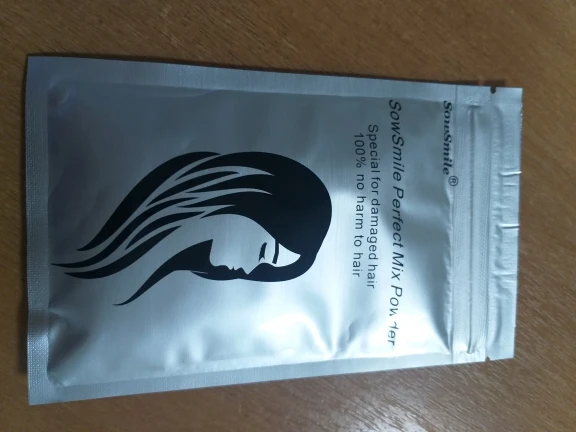 SowSmile®
SowSmile Perfect Mix Powder
Special for damaged hair
100% no harm to hair